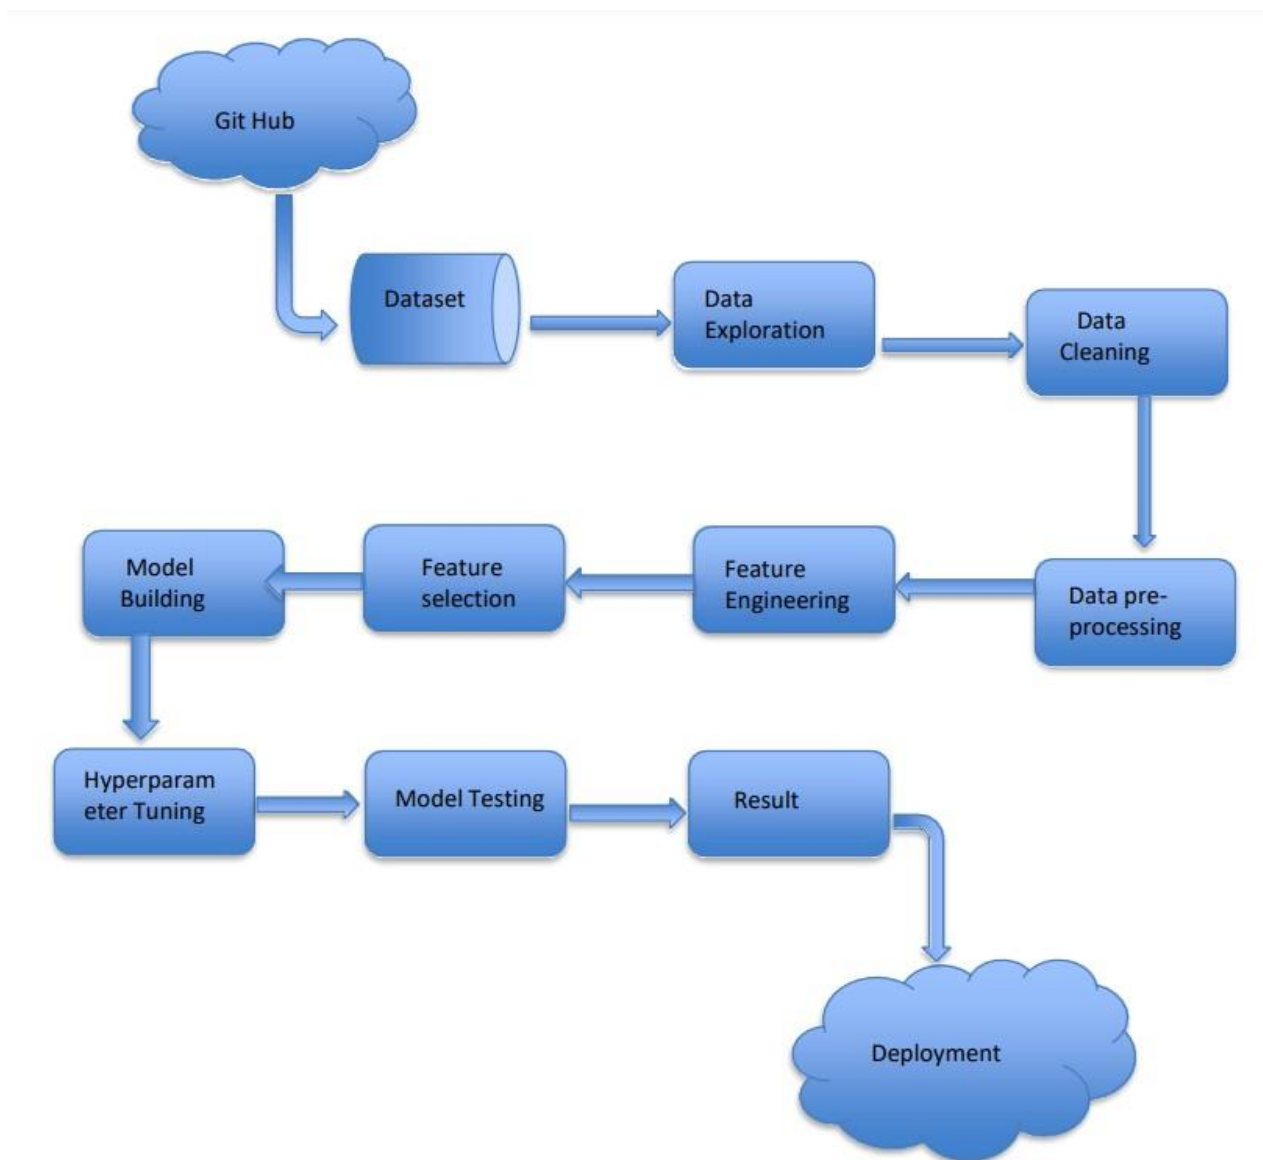 Git Hub
Dataset
Data
Exploration
Data
Cleaning
Data pre-
processing
Feature
Engineering
Feature
selection
Model
Building
Hyperparam
eter Tuning
Model Testing
Result
Deployment